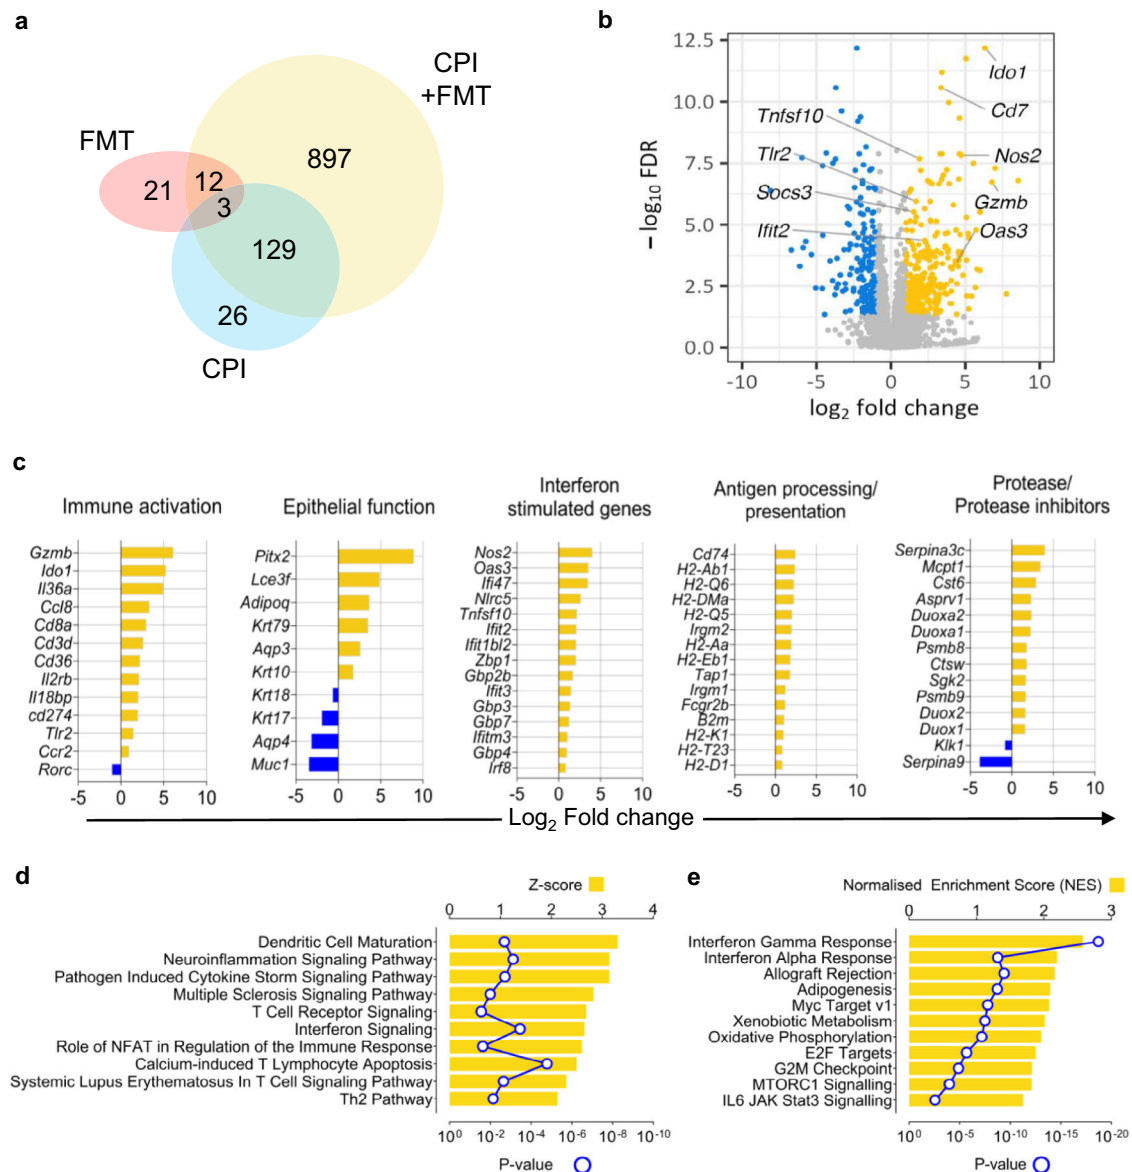 a
CPI
+FMT
FMT
897
21
12
3
129
26
CPI
b
12.5
10.0
7.5
5.0
2.5
0.0
− log10 FDR
-10
-5
0
5
10
log2 fold change
Ido1
Cd7
Tnfsf10
Tlr2
Nos2
Socs3
Gzmb
Ifit2
Oas3
c
Immune activation
Gzmb
Ido1
Il36a
Ccl8
Cd8a
Cd3d
Cd36
Il2rb
Il18bp
cd274
Tlr2
Ccr2
Rorc
-5 0 5 10
Epithelial function
Pitx2
Lce3f
Adipoq
Krt79
Aqp3
Krt10
Krt18
Krt17
Aqp4
Muc1
-5 0 5 10
Interferon
stimulated genes
Nos2
Oas3
Ifi47
Nlrc5
Tnfsf10
Ifit2
Ifit1bl2
Zbp1
Gbp2b
Ifit3
Gbp3
Gbp7
Ifitm3
Gbp4
Irf8
-5 0 5 10
Antigen processing/
presentation
Cd74
H2-Ab1
H2-Q6
H2-DMa
H2-Q5
Irgm2
H2-Aa
H2-Eb1
Tap1
Irgm1
Fcgr2b
B2m
H2-K1
H2-T23
H2-D1
-5 0 5 10
Protease/
Protease inhibitors
Serpina3c
Mcpt1
Cst6
Asprv1
Duoxa2
Duoxa1
Psmb8
Ctsw
Sgk2
Psmb9
Duox2
Duox1
Klk1
Serpina9
-5 0 5 10
Log2 Fold change
d
Z-score
0 1 2 3 4
Dendritic Cell Maturation
Neuroinflammation Signaling Pathway
Pathogen Induced Cytokine Storm Signaling Pathway
Multiple Sclerosis Signaling Pathway
T Cell Receptor Signaling
Interferon Signaling
Role of NFAT in Regulation of the Immune Response
Calcium-induced T Lymphocyte Apoptosis
Systemic Lupus Erythematosus In T Cell Signaling Pathway
Th2 Pathway
10^0 10^-2 10^-4 10^-6 10^-8 10^-10
P-value
e
Normalised Enrichment Score (NES)
0 1 2 3
Interferon Gamma Response
Interferon Alpha Response
Allograft Rejection
Adipogenesis
Myc Target v1
Xenobiotic Metabolism
Oxidative Phosphorylation
E2F Targets
G2M Checkpoint
MTORC1 Signalling
IL6 JAK Stat3 Signalling
10^0 10^-5 10^-10 10^-15 10^-20
P-value